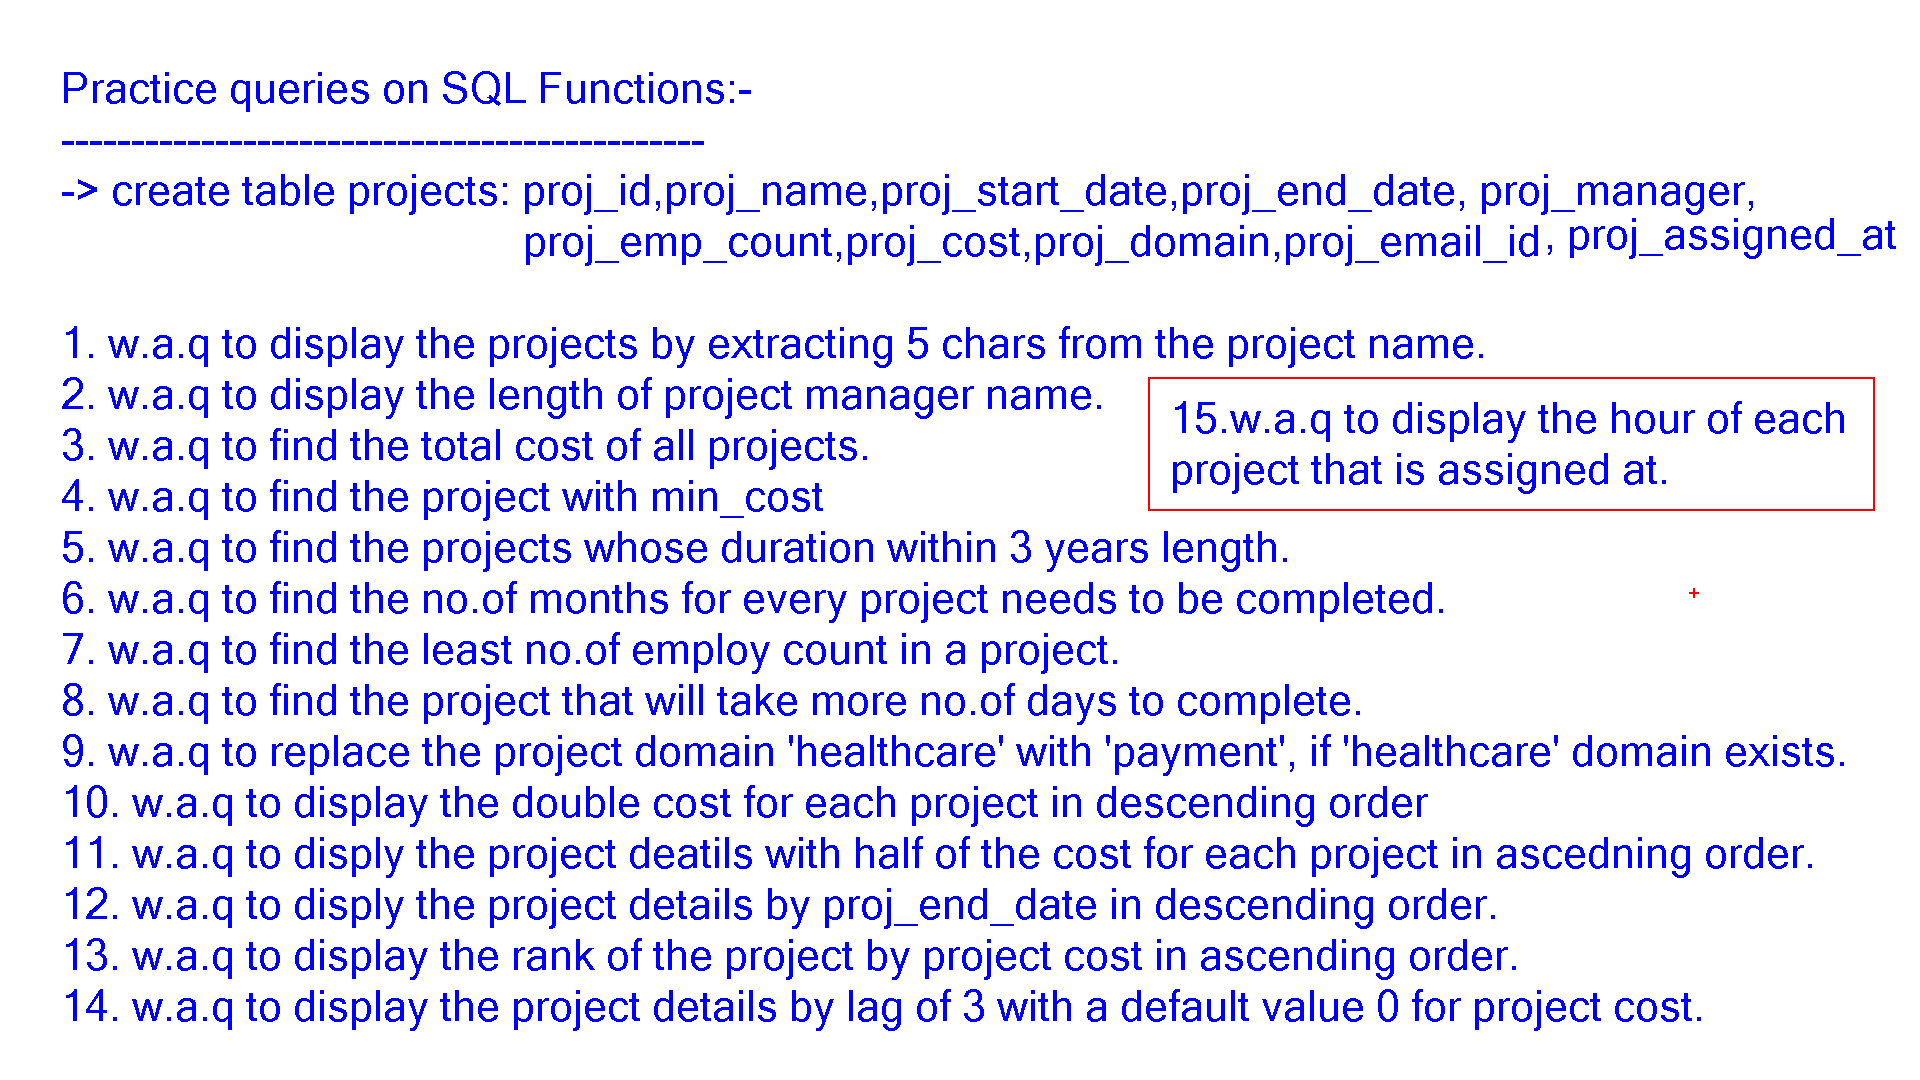 Practice queries on SQL Functions:-
----------------------------------------------
-> create table projects: proj_id,proj_name,proj_start_date,proj_end_date, proj_manager,
proj_emp_count,proj_cost,proj_domain,proj_email_id, proj_assigned_at
1. w.a.q to display the projects by extracting 5 chars from the project name.
2. w.a.q to display the length of project manager name.
3. w.a.q to find the total cost of all projects.
4. w.a.q to find the project with min_cost
5. w.a.q to find the projects whose duration within 3 years length.
6. w.a.q to find the no.of months for every project needs to be completed.
7. w.a.q to find the least no.of employ count in a project.
8. w.a.q to find the project that will take more no.of days to complete.
9. w.a.q to replace the project domain 'healthcare' with 'payment', if 'healthcare' domain exists.
10. w.a.q to display the double cost for each project in descending order
11. w.a.q to disply the project deatils with half of the cost for each project in ascedning order.
12. w.a.q to disply the project details by proj_end_date in descending order.
13. w.a.q to display the rank of the project by project cost in ascending order.
14. w.a.q to display the project details by lag of 3 with a default value 0 for project cost.
15.w.a.q to display the hour of each
project that is assigned at.